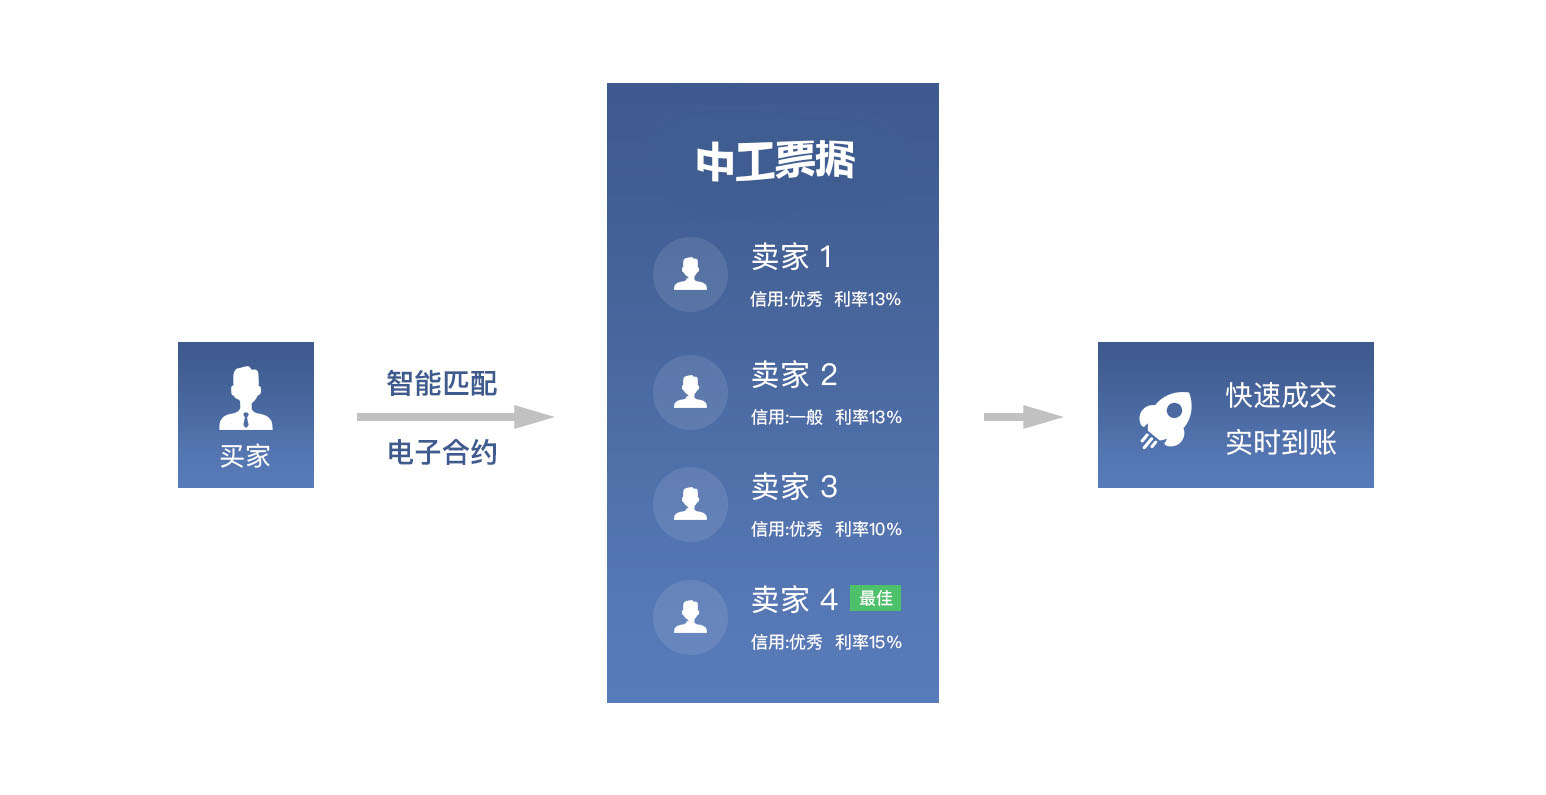 买家
智能匹配
电子合约
中工票据
卖家 1
信用:优秀 利率13%
卖家 2
信用:一般 利率13%
卖家 3
信用:优秀 利率10%
卖家 4 最佳
信用:优秀 利率15%
快速成交
实时到账